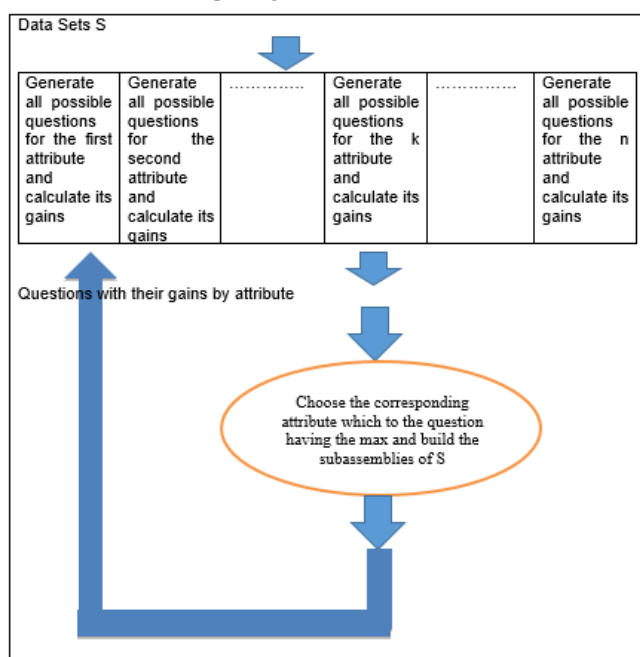 Data Sets S
Generate
all possible
questions
for the first
attribute
and
calculate its
gains
Generate
all possible
questions
for the
second
attribute
and
calculate its
gains
..............
Generate
all possible
questions
for the k
attribute
and
calculate its
gains
...............
Generate
all possible
questions
for the n
attribute
and
calculate its
gains
Questions with their gains by attribute
Choose the corresponding
attribute which to the question
having the max and build the
subassemblies of S